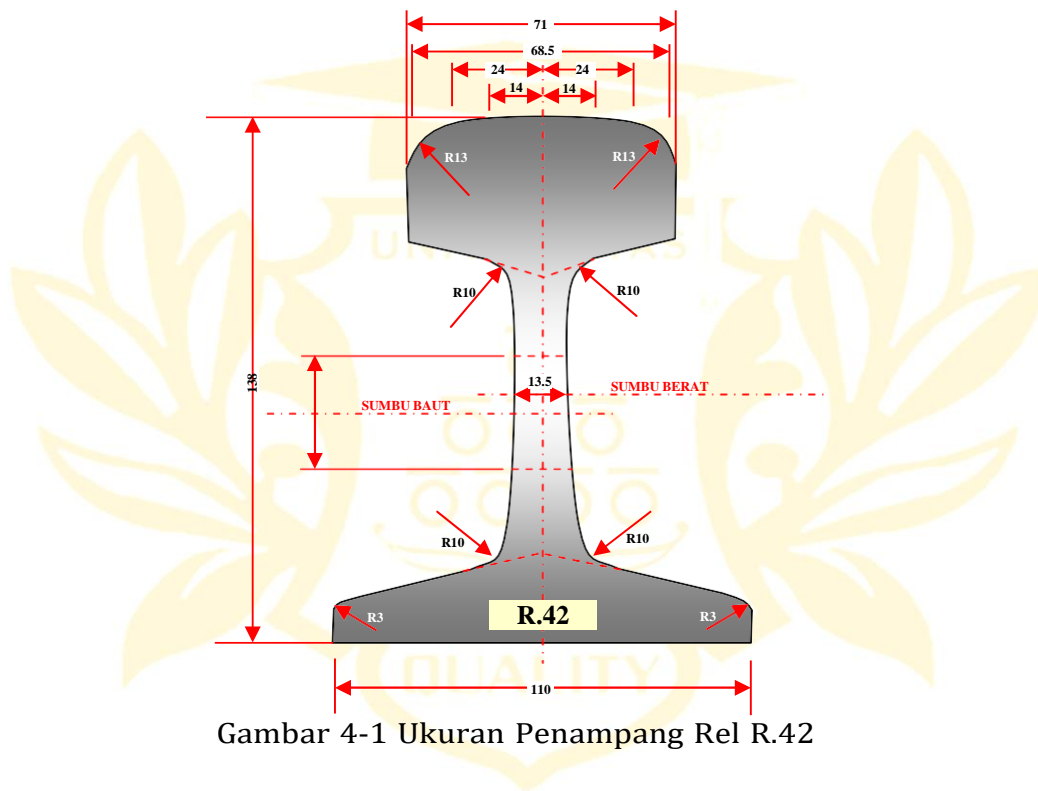 71
68.5
24 24
14 14
R13 R13
R10 R10
138
13.5
SUMBU BERAT
SUMBU BAUT
R10 R10
R3 R.42 R3
QUALITY
110
Gambar 4-1 Ukuran Penampang Rel R.42